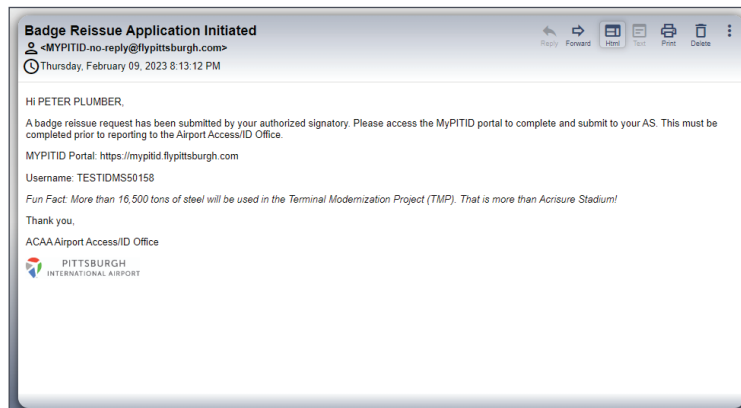 Badge Reissue Application Initiated
<MYPITID-no-reply@flypittsburgh.com>
Thursday, February 09, 2023 8:13:12 PM
Reply Forward Html Text Print Delete
Hi PETER PLUMBER,
A badge reissue request has been submitted by your authorized signatory. Please access the MyPITID portal to complete and submit to your AS. This must be
completed prior to reporting to the Airport Access/ID Office.
MYPITID Portal: https://mypitid.flypittsburgh.com
Username: TESTIDMS50158
Fun Fact: More than 16,500 tons of steel will be used in the Terminal Modernization Project (TMP). That is more than Acrisure Stadium!
Thank you,
ACAA Airport Access/ID Office
PITTSBURGH
INTERNATIONAL AIRPORT